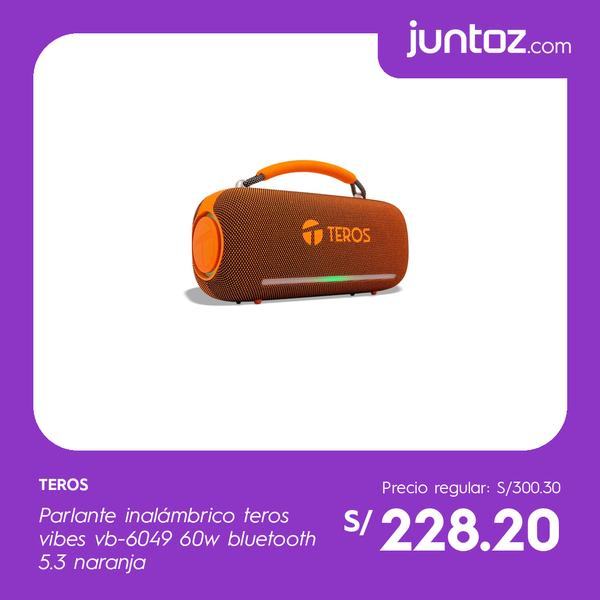 juntoz.com
TEROS
TEROS
Parlante inalámbrico teros
vibes vb-6049 60w bluetooth
5.3 naranja
Precio regular: S/300.30
S/ 228.20